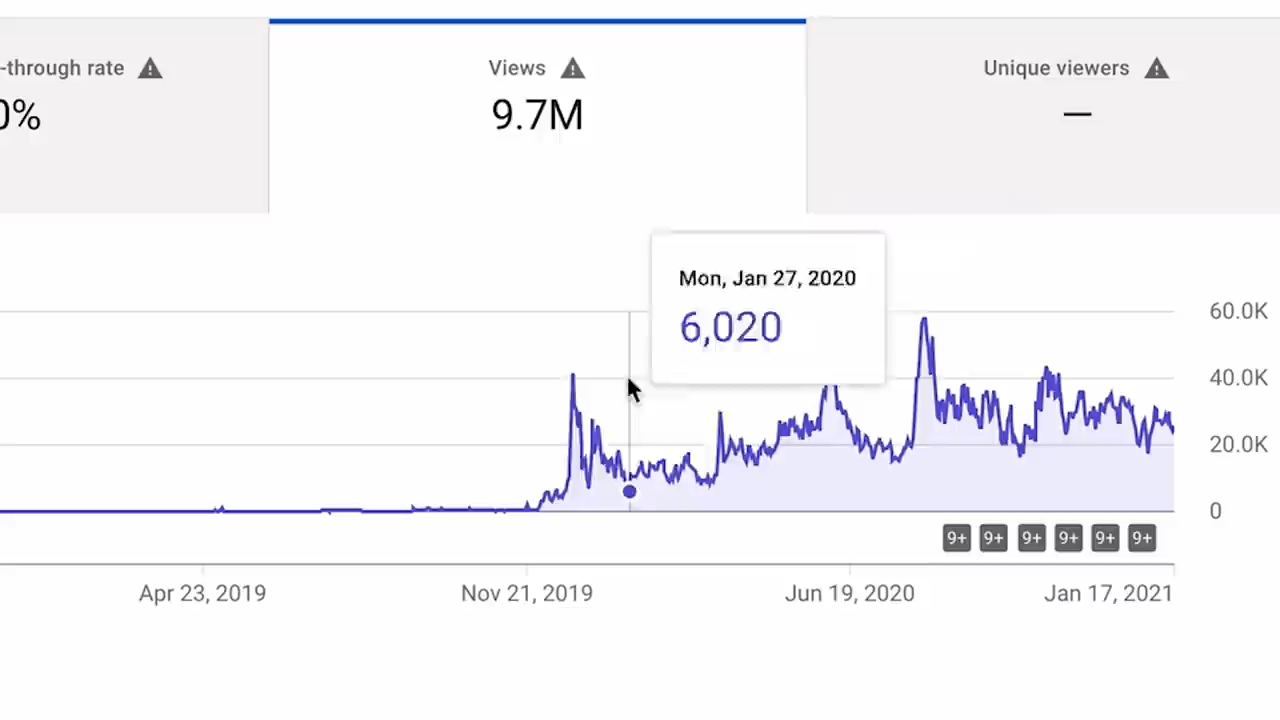 -through rate
Views
Unique viewers
0%
9.7M
—
Mon, Jan 27, 2020
6,020
60.0K
40.0K
20.0K
0
9+ 9+ 9+ 9+ 9+ 9+
Apr 23, 2019
Nov 21, 2019
Jun 19, 2020
Jan 17, 2021